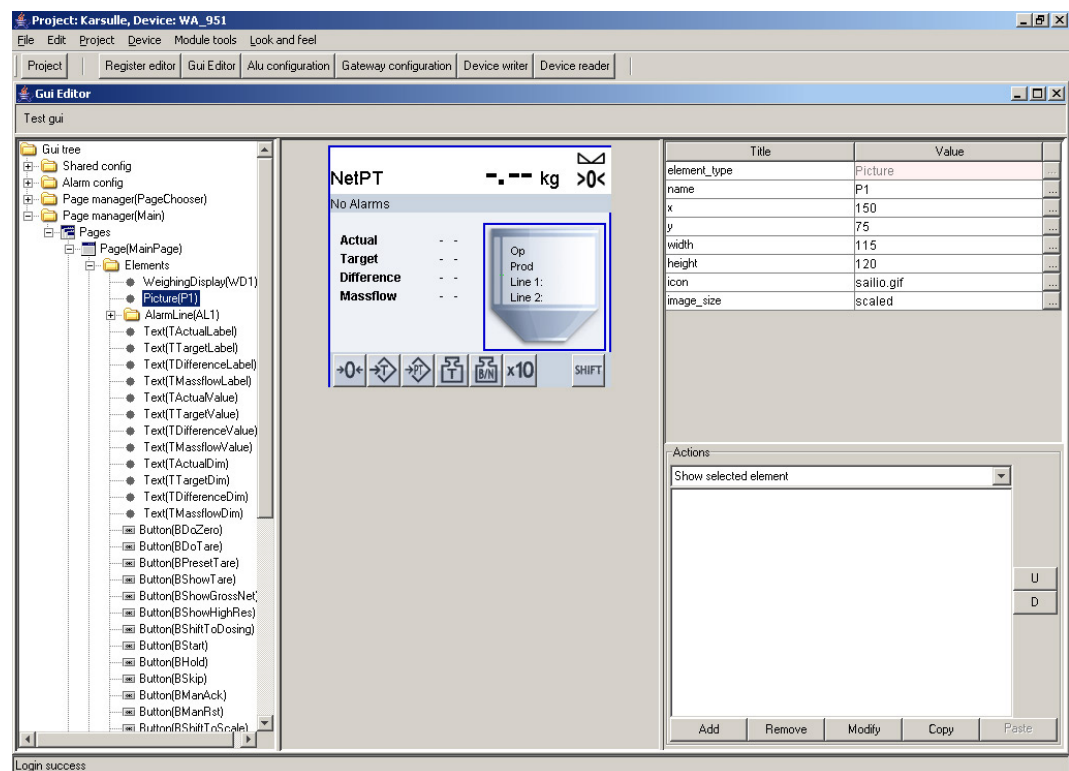 Project: Karsulle, Device: WA_951
File Edit Project Device Module tools Look and feel
Project Register editor Gui Editor Alu configuration Gateway configuration Device writer Device reader
Gui Editor
Test gui
Gui tree
Shared config
Alarm config
Page manager(PageChooser)
Page manager(Main)
Pages
Page(MainPage)
Elements
WeighingDisplay(WD1)
Picture(P1)
AlarmLine(AL1)
Text(TActualLabel)
Text(TTargetLabel)
Text(TDifferenceLabel)
Text(TMassflowLabel)
Text(TActualValue)
Text(TTargetValue)
Text(TDifferenceValue)
Text(TMassflowValue)
Text(TActualDim)
Text(TTargetDim)
Text(TDifferenceDim)
Text(TMassflowDim)
Button(BDoZero)
Button(BDoTare)
Button(BPresetTare)
Button(BShowTare)
Button(BShowGrossNet)
Button(BShowHighRes)
Button(BShiftToDosing)
Button(BStart)
Button(BHold)
Button(BSkip)
Button(BManAck)
Button(BManRst)
Button(BShiftToScale)
NetPT -.-- kg >0<
No Alarms
Actual - -
Target - -
Difference - -
Massflow - -
Op
Prod
Line 1:
Line 2:
→0← →T →PT T B/N x10 SHIFT
Title Value
element_type Picture ...
name P1 ...
x 150 ...
y 75 ...
width 115 ...
height 120 ...
icon sailio.gif ...
image_size scaled ...
Actions
Show selected element
U
D
Add Remove Modify Copy Paste
Login success